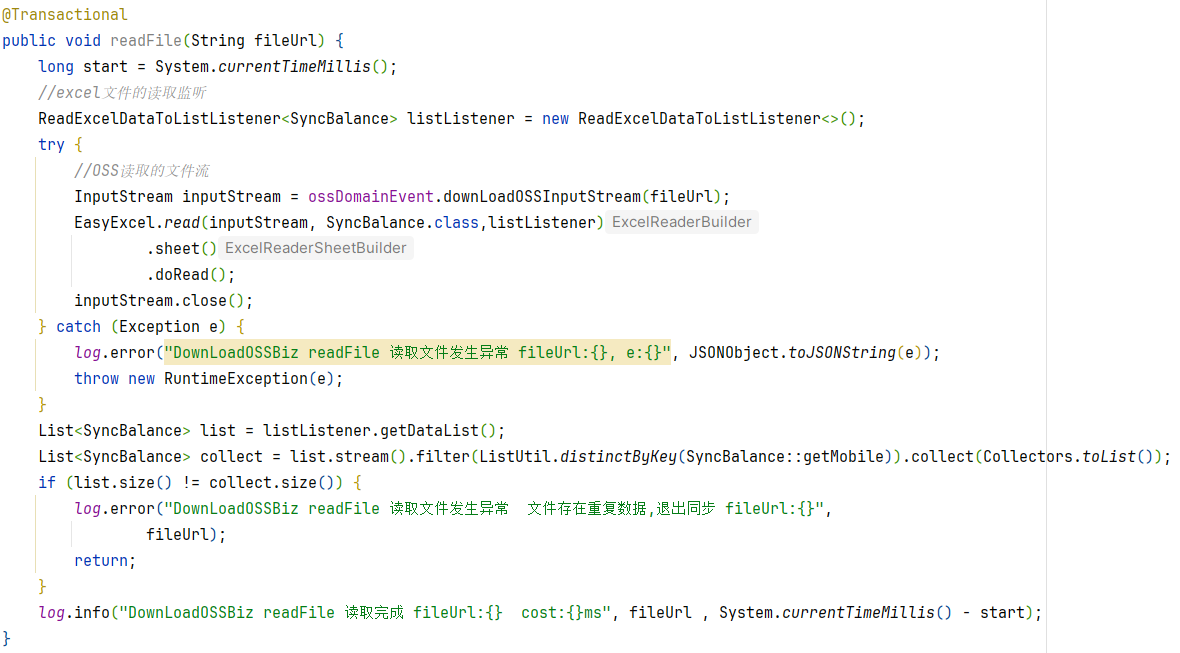 @Transactional
public void readFile(String fileUrl) {
    long start = System.currentTimeMillis();
    //excel文件的读取监听
    ReadExcelDataToListListener<SyncBalance> listListener = new ReadExcelDataToListListener<>();
    try {
        //OSS读取的文件流
        InputStream inputStream = ossDomainEvent.downLoadOSSInputStream(fileUrl);
        EasyExcel.read(inputStream, SyncBalance.class,listListener) ExcelReaderBuilder
                .sheet() ExcelReaderSheetBuilder
                .doRead();
        inputStream.close();
    } catch (Exception e) {
        log.error("DownLoadOSSBiz readFile 读取文件发生异常 fileUrl:{}, e:{}", JSONObject.toJSONString(e));
        throw new RuntimeException(e);
    }
    List<SyncBalance> list = listListener.getDataList();
    List<SyncBalance> collect = list.stream().filter(ListUtil.distinctByKey(SyncBalance::getMobile)).collect(Collectors.toList());
    if (list.size() != collect.size()) {
        log.error("DownLoadOSSBiz readFile 读取文件发生异常  文件存在重复数据,退出同步 fileUrl:{}",
                fileUrl);
        return;
    }
    log.info("DownLoadOSSBiz readFile 读取完成 fileUrl:{}  cost:{}ms", fileUrl , System.currentTimeMillis() - start);
}